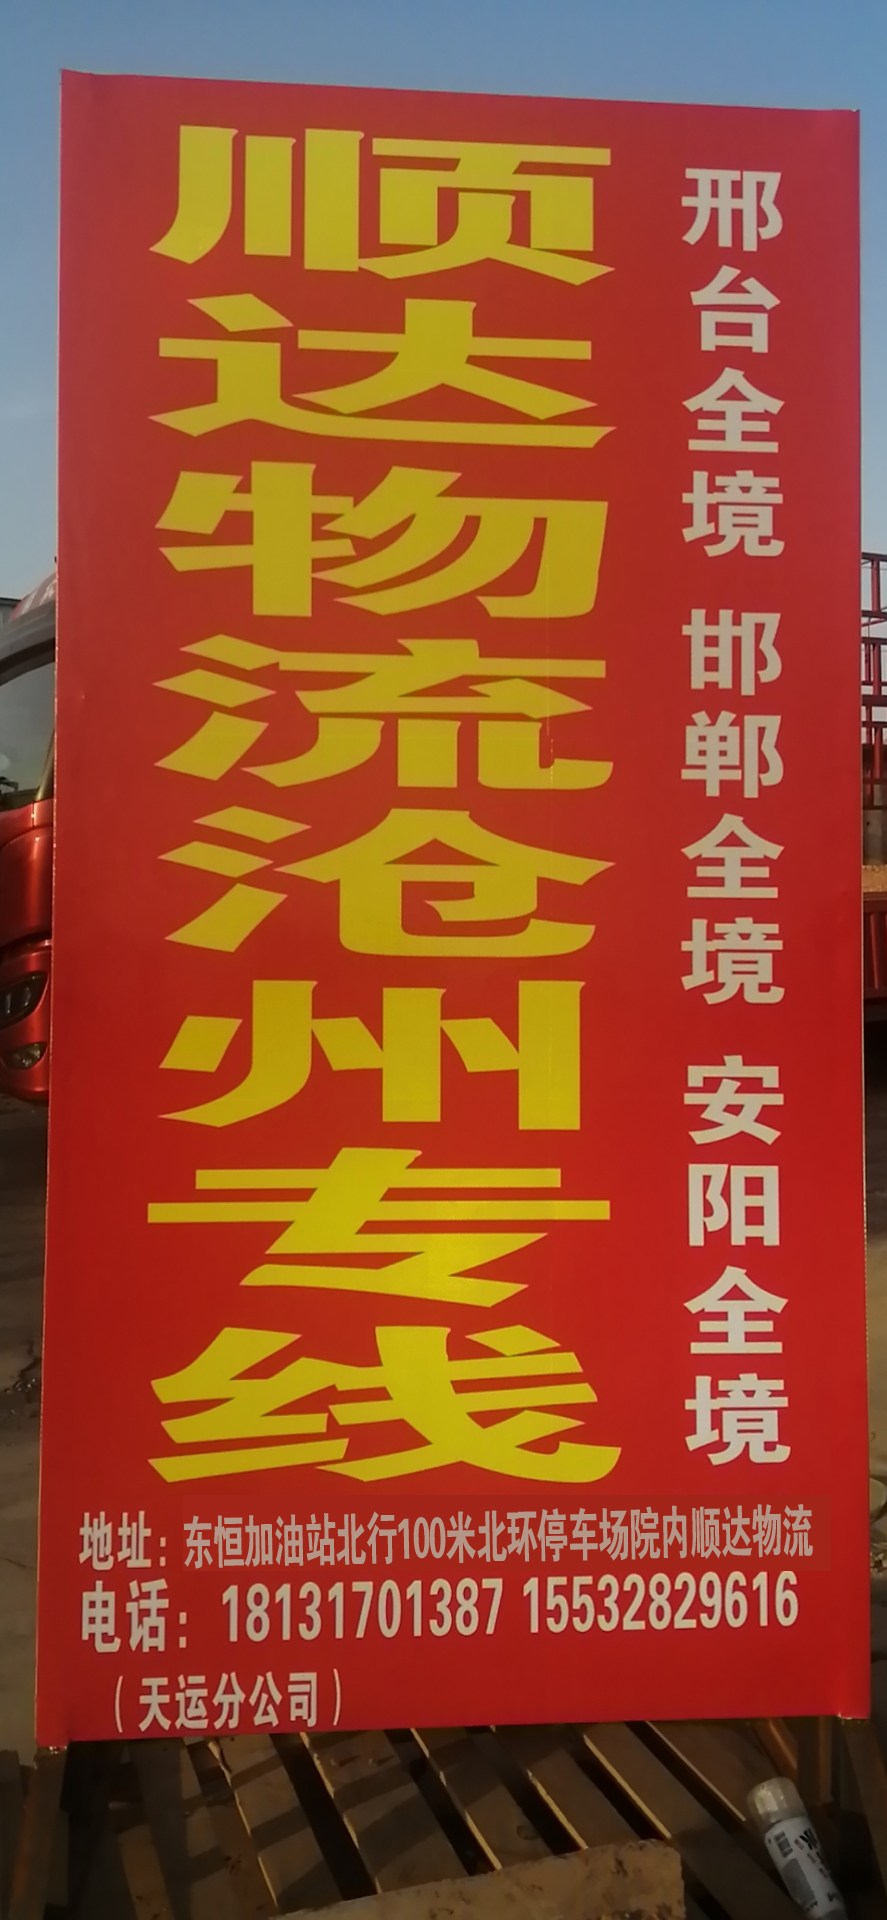 顺达物流沧州专线
邢台全境 邯郸全境 安阳全境
地址：东恒加油站北行100米北环停车场院内顺达物流
电话：18131701387 15532829616
（天运分公司）